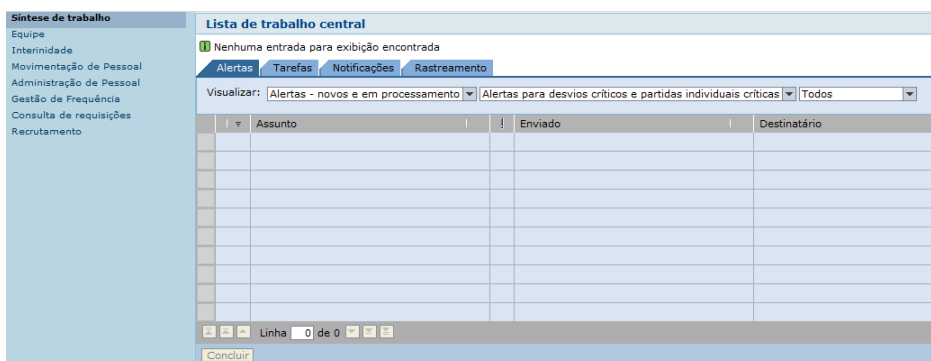 Síntese de trabalho
Equipe
Interinidade
Movimentação de Pessoal
Administração de Pessoal
Gestão de Frequência
Consulta de requisições
Recrutamento
Lista de trabalho central
Nenhuma entrada para exibição encontrada
Alertas Tarefas Notificações Rastreamento
Visualizar: Alertas - novos e em processamento Alertas para desvios críticos e partidas individuais críticas Todos
Assunto ! Enviado Destinatário
Linha 0 de 0
Concluir